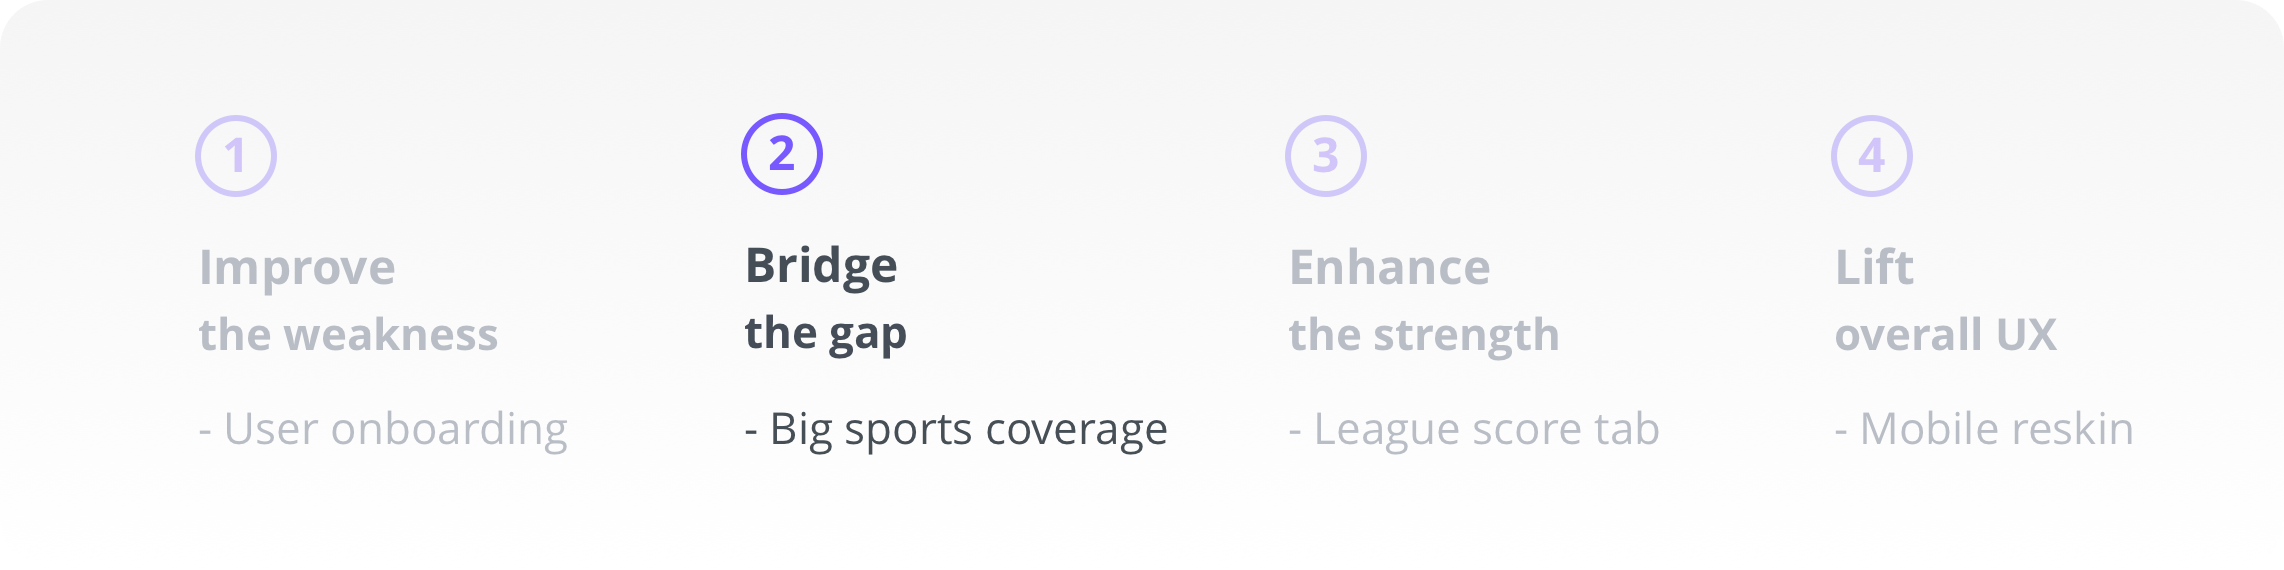 1
Improve
the weakness
- User onboarding
2
Bridge
the gap
- Big sports coverage
3
Enhance
the strength
- League score tab
4
Lift
overall UX
- Mobile reskin